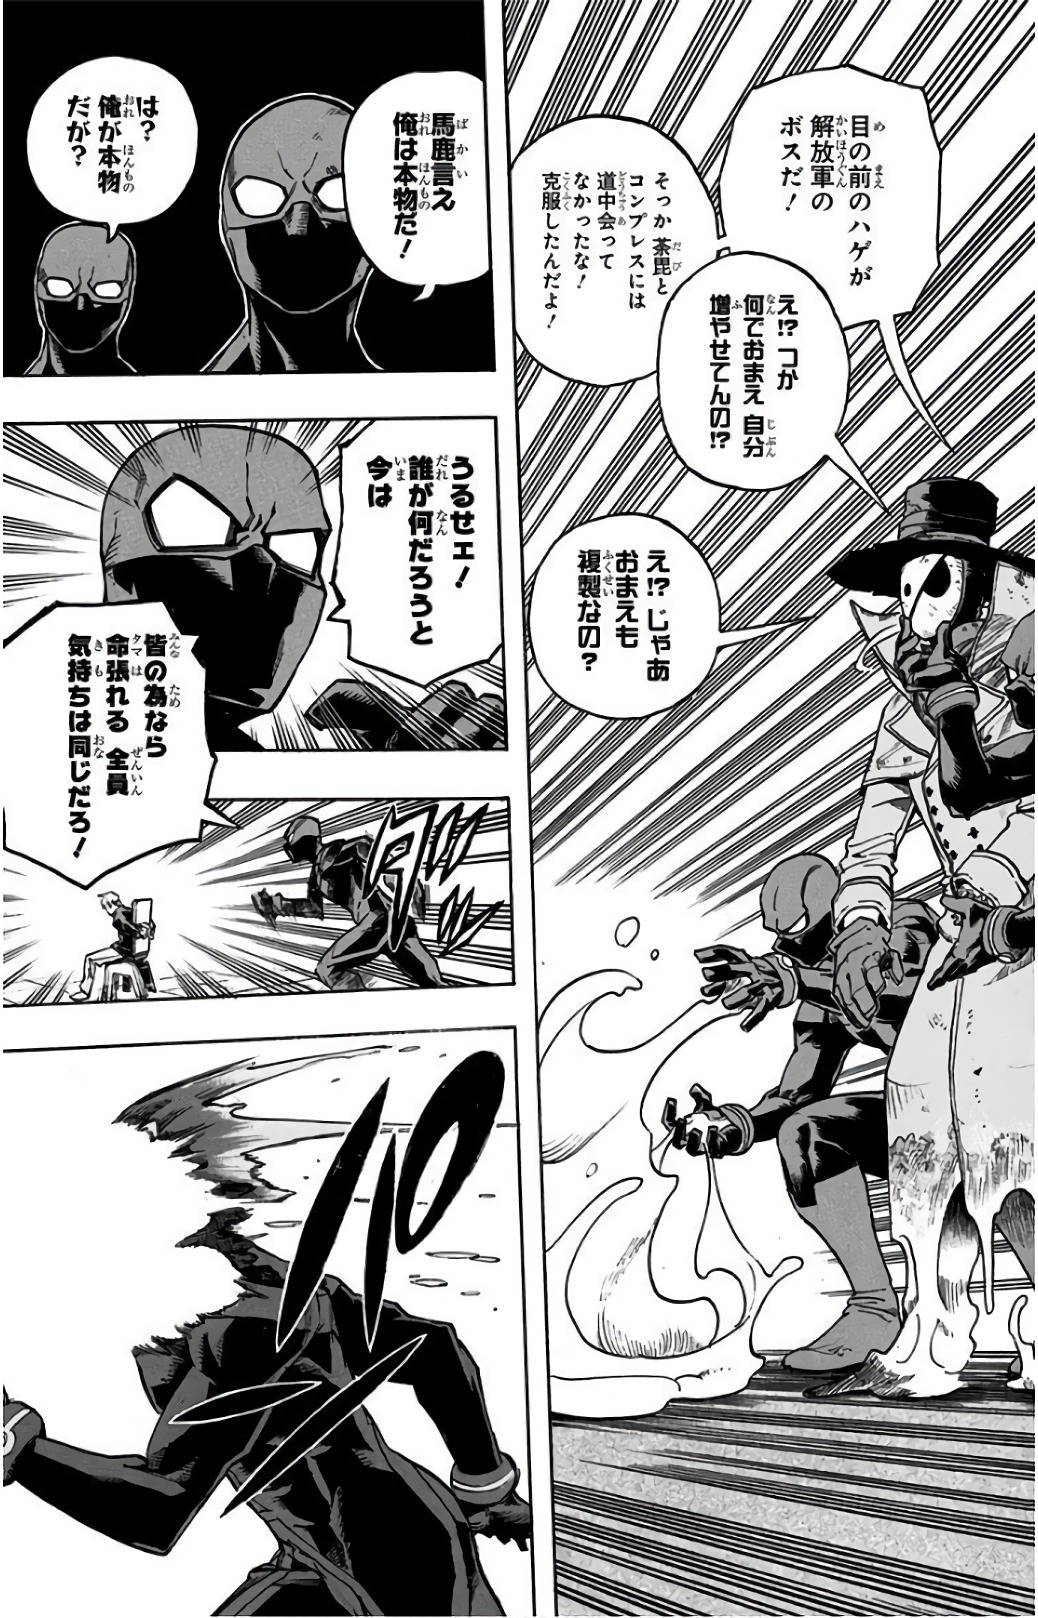 目の前のハゲが
解放軍の
ボスだ！
え!?つか
何でおまえ 自分
増やせてんの!?
そっか 荼毘と
コンプレスには
道中会って
なかったな！
克服したんだよ！
え!?じゃあ
おまえも
複製なの？
馬鹿言え
俺は本物だ！
は？
俺が本物
だが？
うるせェ！
誰が何だろうと
今は
皆の為なら
命張れる 全員
気持ちは同じだろ！